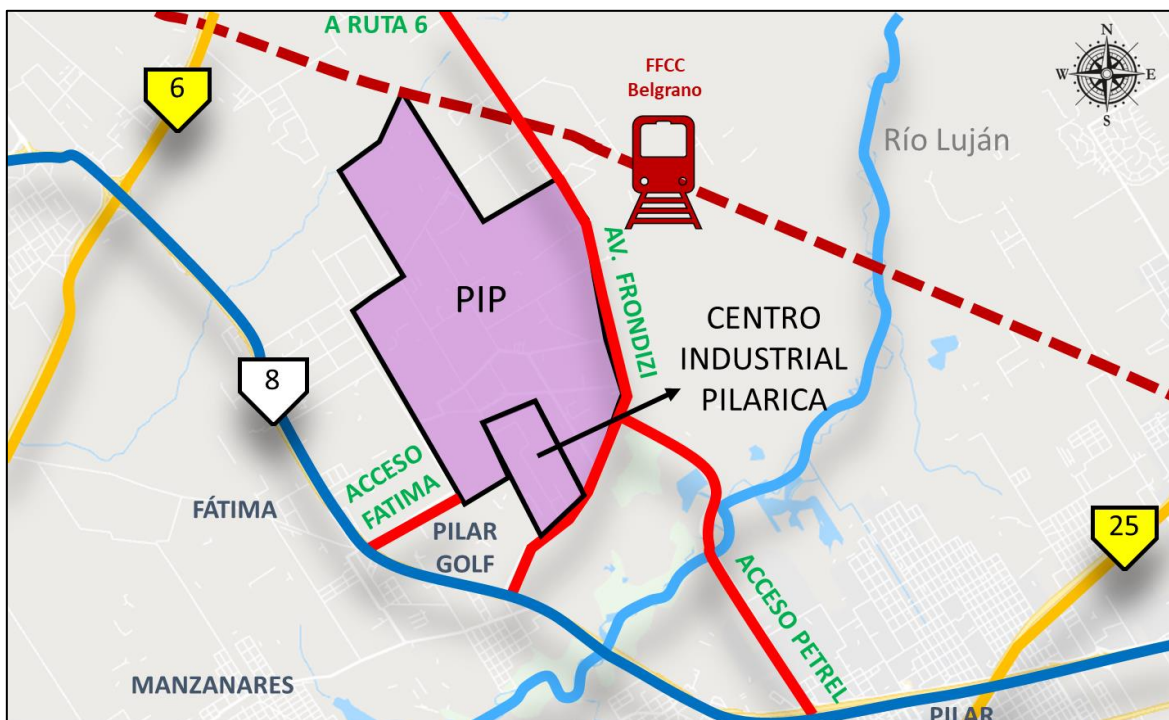 A RUTA 6
N
W
E
S
6
FFCC
Belgrano
Río Luján
AV. FRONDIZI
PIP
CENTRO
INDUSTRIAL
PILARICA
8
ACCESO
FATIMA
FÁTIMA
PILAR
GOLF
25
ACCESO PETREL
MANZANARES
PILAR